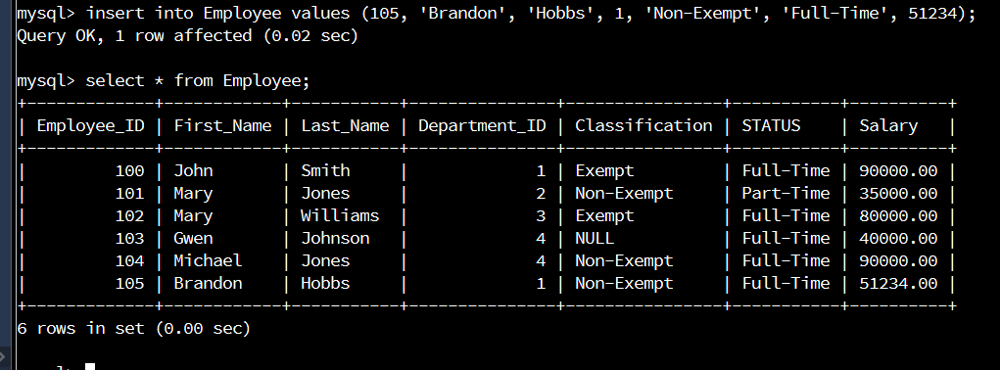 mysql> insert into Employee values (105, 'Brandon', 'Hobbs', 1, 'Non-Exempt', 'Full-Time', 51234);
Query OK, 1 row affected (0.02 sec)
mysql> select * from Employee;
+-------------+------------+-----------+---------------+----------------+-----------+----------+
| Employee_ID | First_Name | Last_Name | Department_ID | Classification | STATUS    | Salary   |
+-------------+------------+-----------+---------------+----------------+-----------+----------+
|         100 | John       | Smith     |             1 | Exempt         | Full-Time | 90000.00 |
|         101 | Mary       | Jones     |             2 | Non-Exempt     | Part-Time | 35000.00 |
|         102 | Mary       | Williams  |             3 | Exempt         | Full-Time | 80000.00 |
|         103 | Gwen       | Johnson   |             4 | NULL           | Full-Time | 40000.00 |
|         104 | Michael    | Jones     |             4 | Non-Exempt     | Full-Time | 90000.00 |
|         105 | Brandon    | Hobbs     |             1 | Non-Exempt     | Full-Time | 51234.00 |
+-------------+------------+-----------+---------------+----------------+-----------+----------+
6 rows in set (0.00 sec)